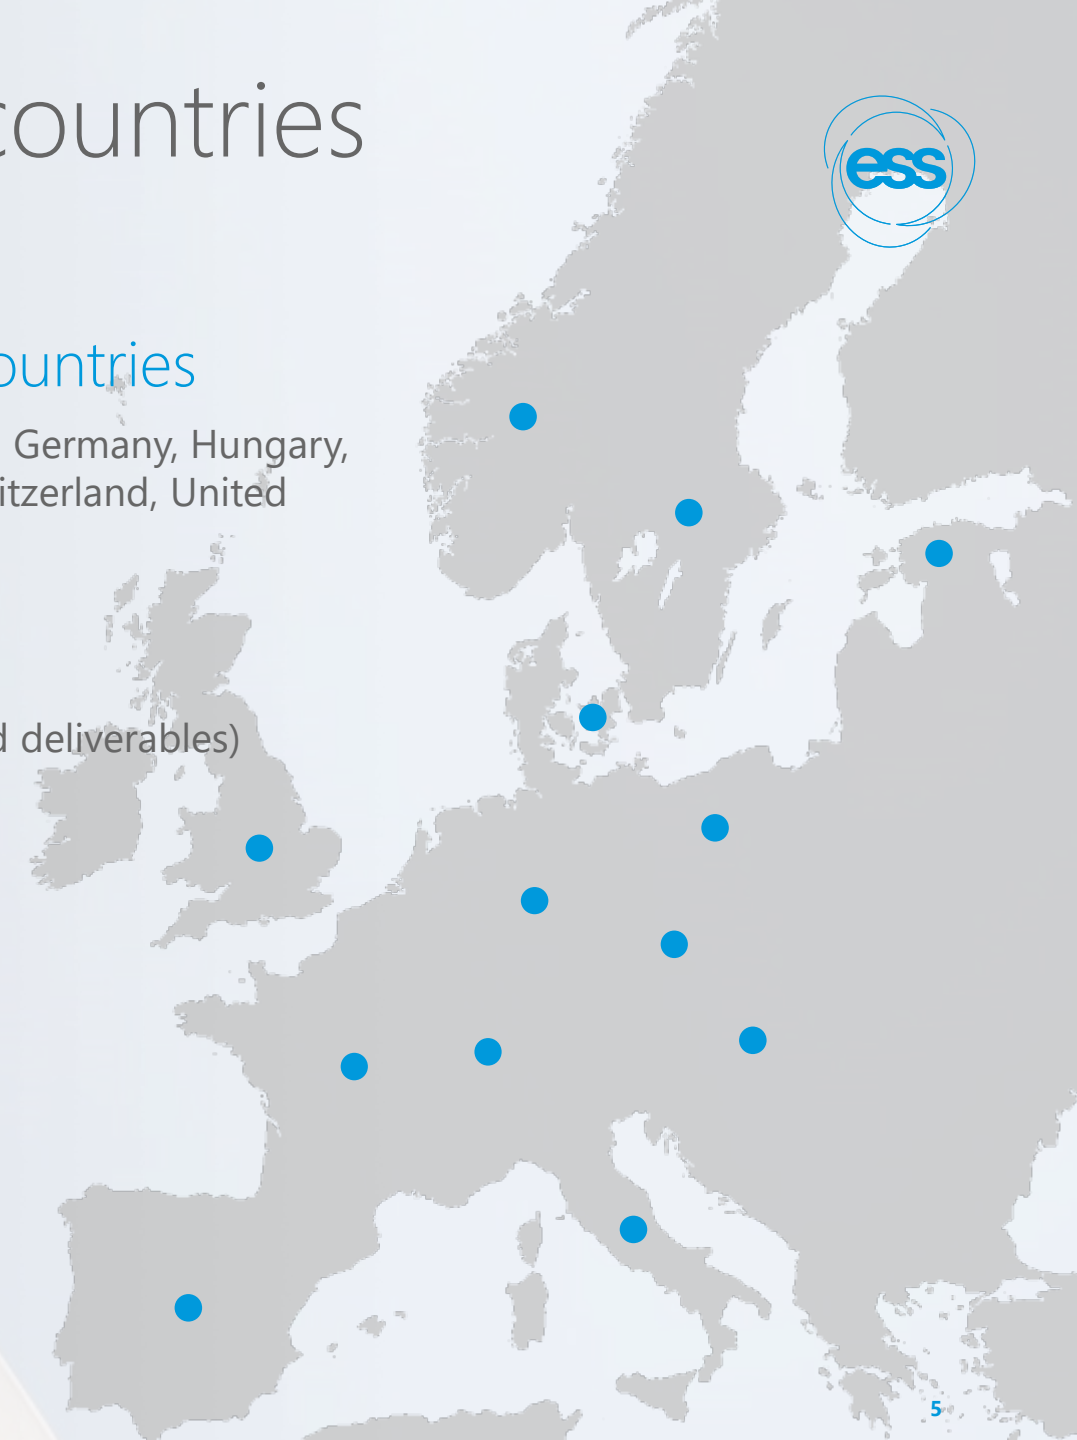 countries
ess
ountries
Germany, Hungary,
itzerland, United
d deliverables)
5